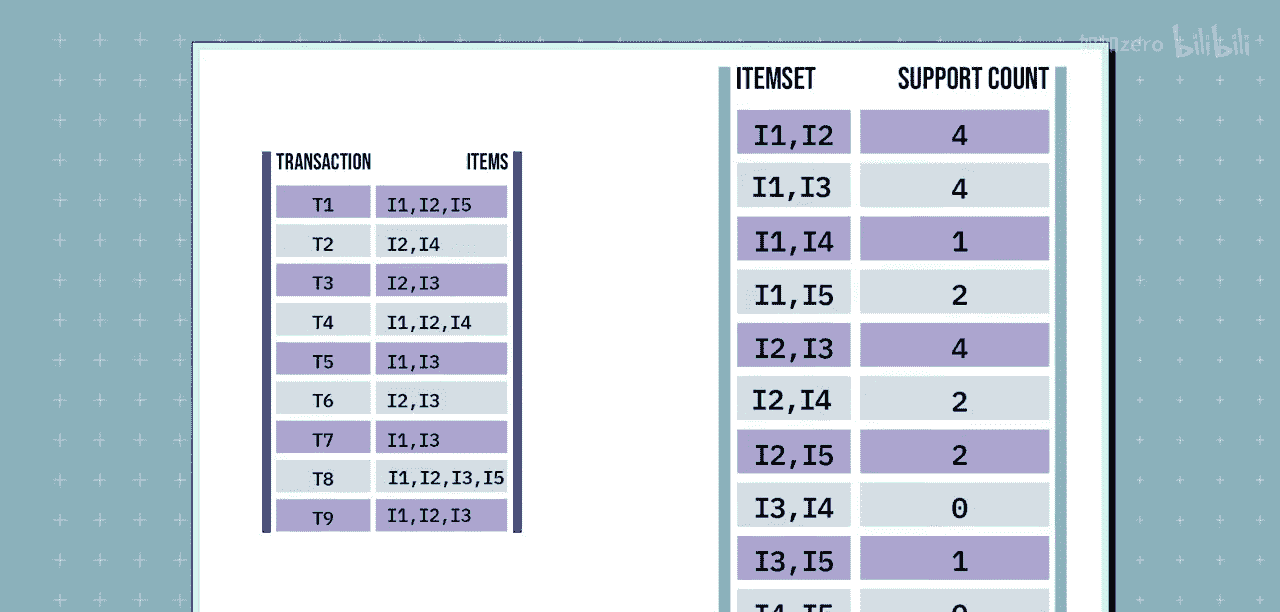 zero bilibili
TRANSACTION ITEMS
T1 I1,I2,I5
T2 I2,I4
T3 I2,I3
T4 I1,I2,I4
T5 I1,I3
T6 I2,I3
T7 I1,I3
T8 I1,I2,I3,I5
T9 I1,I2,I3
ITEMSET SUPPORT COUNT
I1,I2 4
I1,I3 4
I1,I4 1
I1,I5 2
I2,I3 4
I2,I4 2
I2,I5 2
I3,I4 0
I3,I5 1